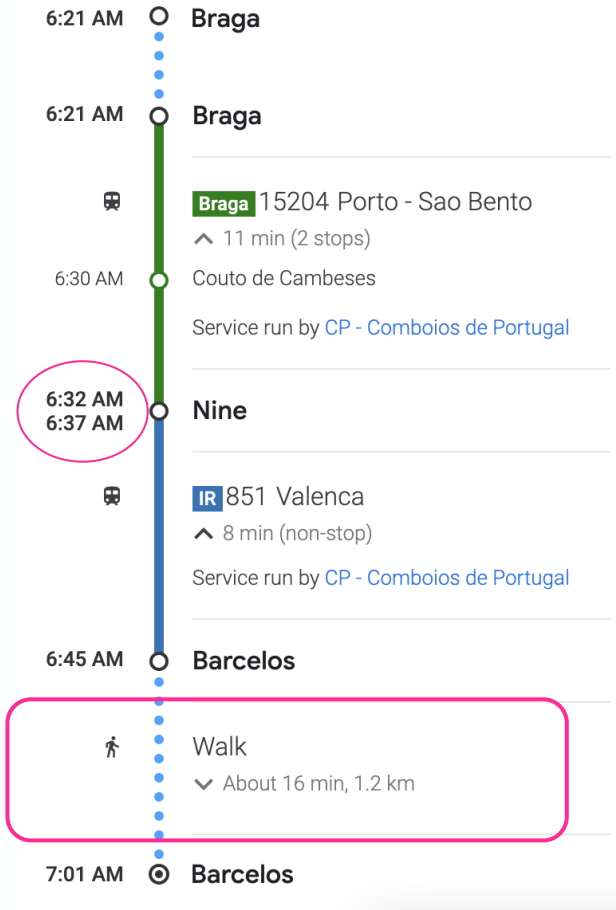 6:21 AM Braga
6:21 AM Braga
Braga 15204 Porto - Sao Bento
11 min (2 stops)
6:30 AM Couto de Cambeses
Service run by CP - Comboios de Portugal
6:32 AM
6:37 AM
Nine
IR 851 Valenca
8 min (non-stop)
Service run by CP - Comboios de Portugal
6:45 AM Barcelos
Walk
About 16 min, 1.2 km
7:01 AM Barcelos